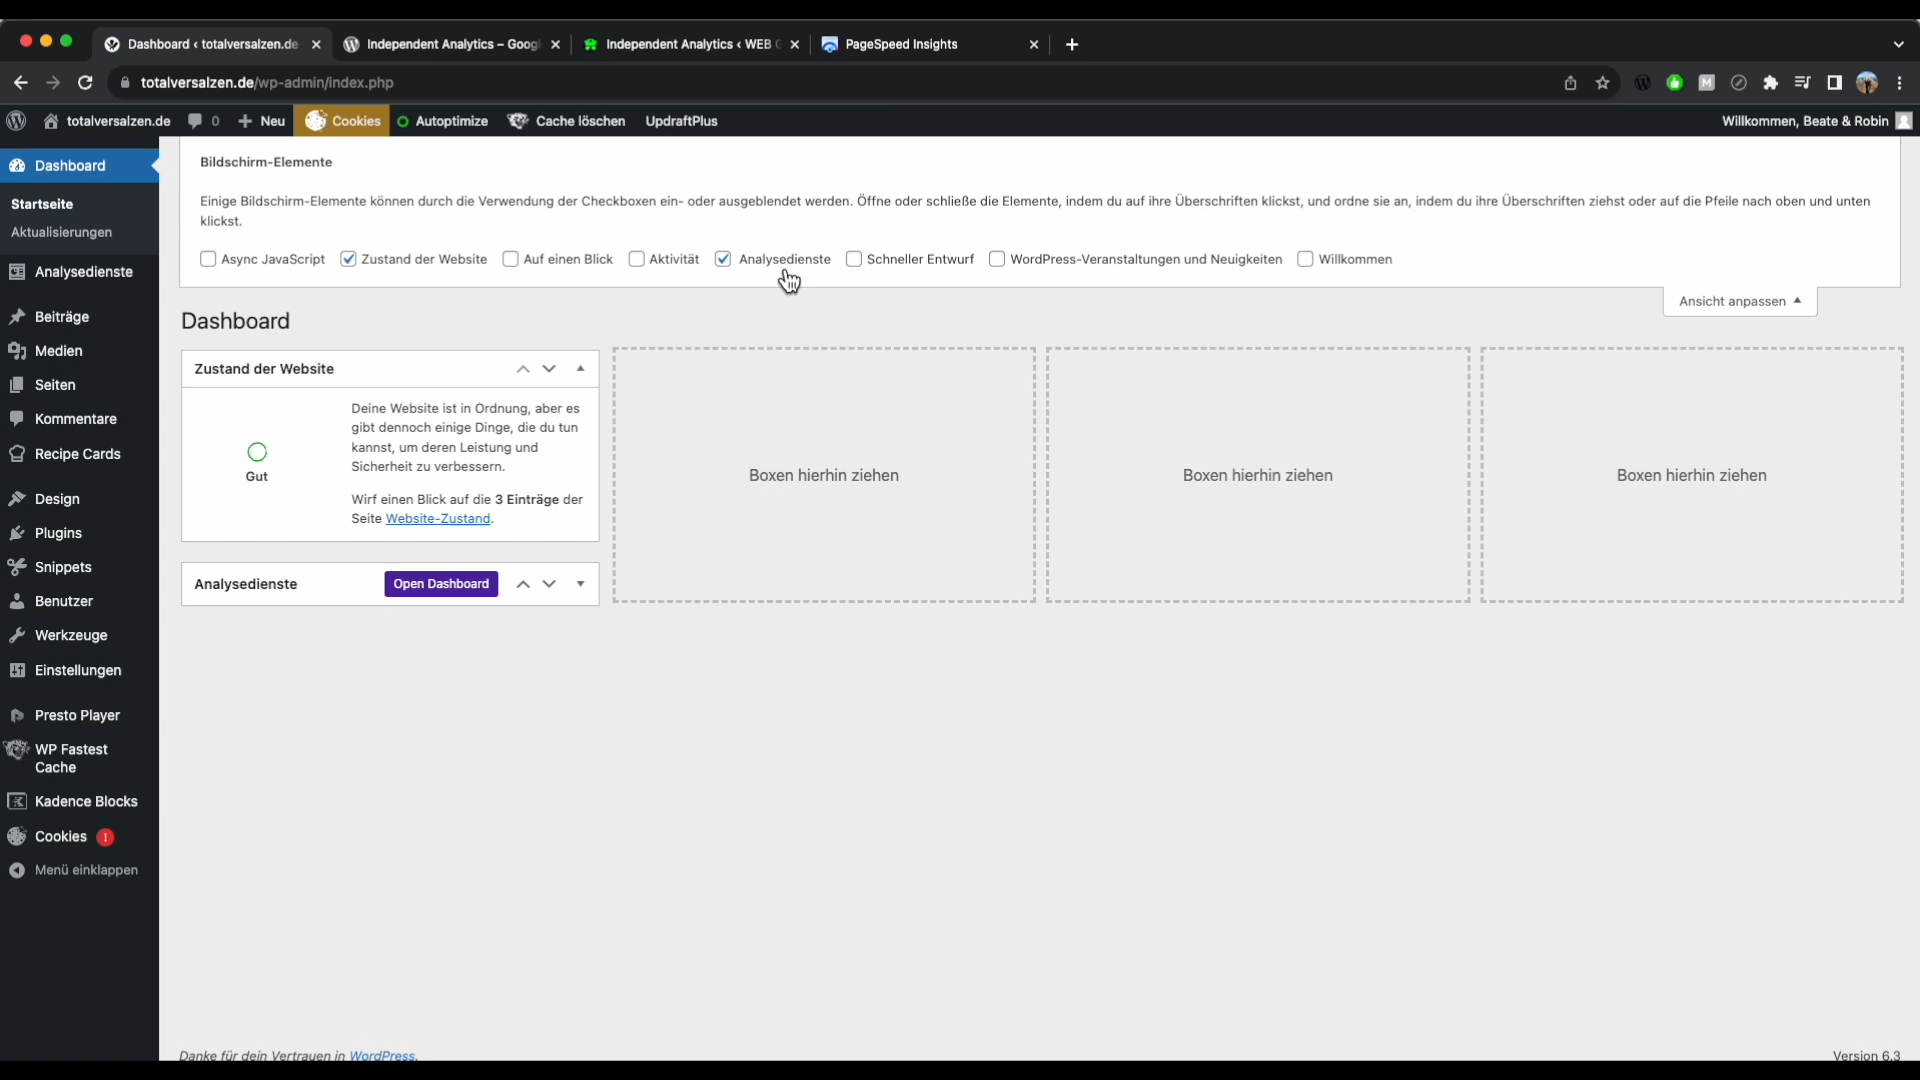 Dashboard ‹ totalversalzen.de
Independent Analytics – Googl
Independent Analytics ‹ WEB
PageSpeed Insights
totalversalzen.de/wp-admin/index.php
totalversalzen.de
0
Neu
Cookies
Autoptimize
Cache löschen
UpdraftPlus
Willkommen, Beate & Robin
Dashboard
Startseite
Aktualisierungen
Analysedienste
Beiträge
Medien
Seiten
Kommentare
Recipe Cards
Design
Plugins
Snippets
Benutzer
Werkzeuge
Einstellungen
Presto Player
WP Fastest
Cache
Kadence Blocks
Cookies !
Menü einklappen
Bildschirm-Elemente
Einige Bildschirm-Elemente können durch die Verwendung der Checkboxen ein- oder ausgeblendet werden. Öffne oder schließe die Elemente, indem du auf ihre Überschriften klickst, und ordne sie an, indem du ihre Überschriften ziehst oder auf die Pfeile nach oben und unten
klickst.
Async JavaScript Zustand der Website Auf einen Blick Aktivität Analysedienste Schneller Entwurf WordPress-Veranstaltungen und Neuigkeiten Willkommen
Ansicht anpassen
Dashboard
Zustand der Website
Gut
Deine Website ist in Ordnung, aber es
gibt dennoch einige Dinge, die du tun
kannst, um deren Leistung und
Sicherheit zu verbessern.
Wirf einen Blick auf die 3 Einträge der
Seite Website-Zustand.
Analysedienste
Open Dashboard
Boxen hierhin ziehen
Boxen hierhin ziehen
Boxen hierhin ziehen
Danke für dein Vertrauen in WordPress.
Version 6.3